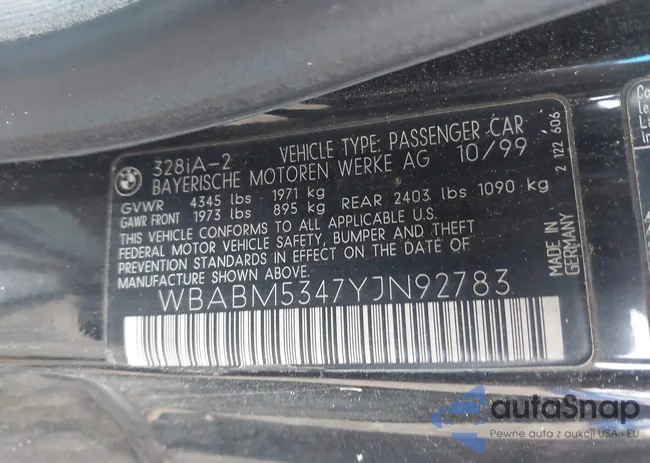 328iA-2 VEHICLE TYPE: PASSENGER CAR
BAYERISCHE MOTOREN WERKE AG 10/99
GVWR 4345 lbs 1971 kg
GAWR FRONT 1973 lbs 895 kg REAR 2403 lbs 1090 kg
THIS VEHICLE CONFORMS TO ALL APPLICABLE U.S.
FEDERAL MOTOR VEHICLE SAFETY, BUMPER AND THEFT
PREVENTION STANDARDS IN EFFECT ON THE DATE OF
MANUFACTURE SHOWN ABOVE.
WBABM5347YJN92783
MADE IN
GERMANY
2 122 606
autoSnap
Pewne auta z aukcji USA i EU